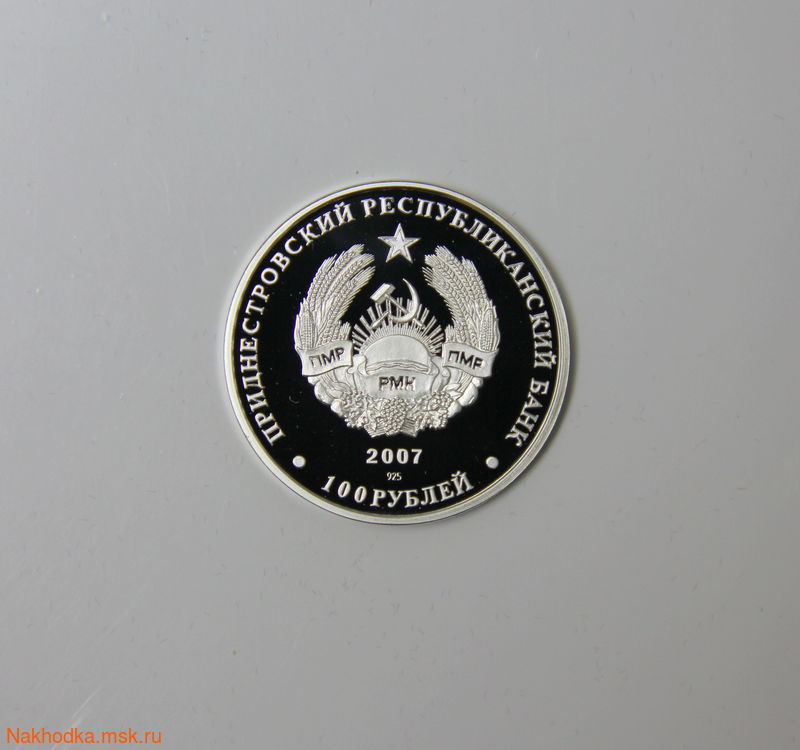 ПРИДНЕСТРОВСКИЙ РЕСПУБЛИКАНСКИЙ БАНК
ПМР
ПМР
РМН
2007
925
100 РУБЛЕЙ
Nakhodka.msk.ru